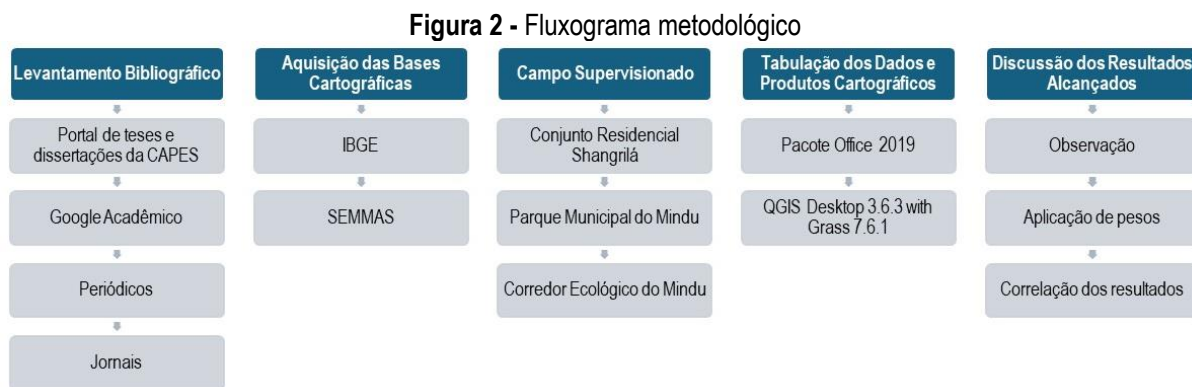 Figura 2 - Fluxograma metodológico
Levantamento Bibliográfico
Portal de teses e
dissertações da CAPES
Google Acadêmico
Periódicos
Jornais
Aquisição das Bases
Cartográficas
IBGE
SEMMAS
Campo Supervisionado
Conjunto Residencial
Shangrilá
Parque Municipal do Mindu
Corredor Ecológico do Mindu
Tabulação dos Dados e
Produtos Cartográficos
Pacote Office 2019
QGIS Desktop 3.6.3 with
Grass 7.6.1
Discussão dos Resultados
Alcançados
Observação
Aplicação de pesos
Correlação dos resultados